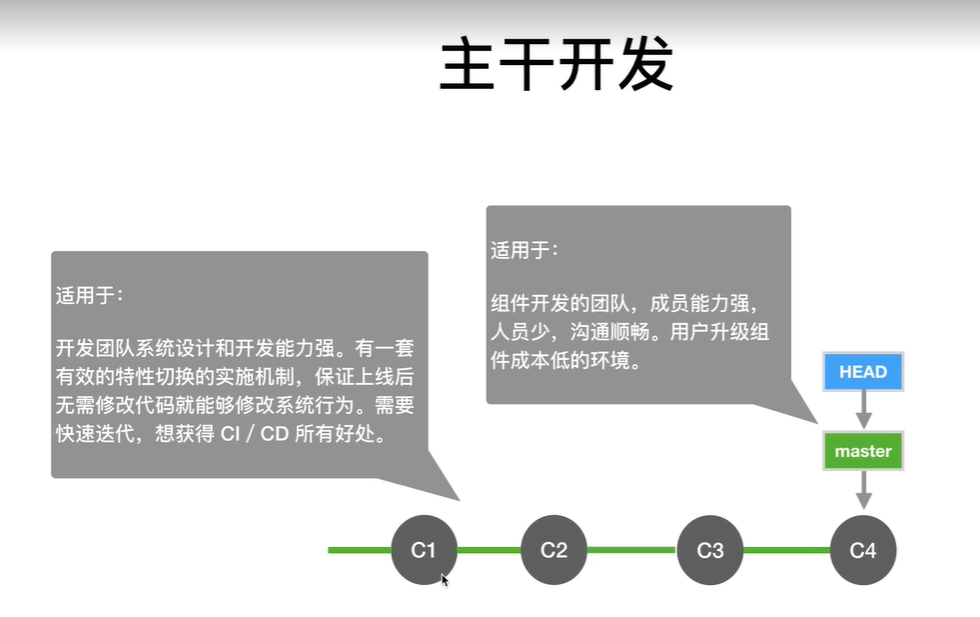 主干开发
适用于：
开发团队系统设计和开发能力强。有一套
有效的特性切换的实施机制，保证上线后
无需修改代码就能够修改系统行为。需要
快速迭代，想获得 CI / CD 所有好处。
适用于：
组件开发的团队，成员能力强，
人员少，沟通顺畅。用户升级组
件成本低的环境。
HEAD
master
C1
C2
C3
C4